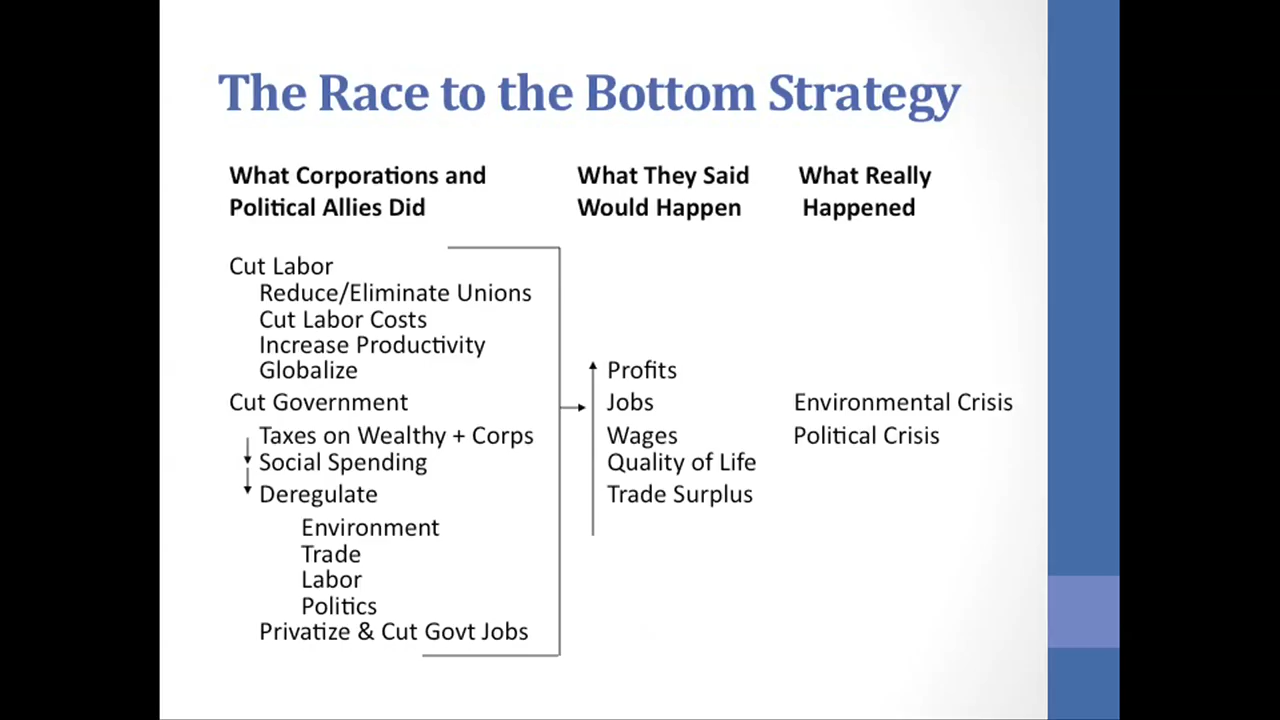 The Race to the Bottom Strategy
What Corporations and
Political Allies Did
What They Said
Would Happen
What Really
Happened
Cut Labor
Reduce/Eliminate Unions
Cut Labor Costs
Increase Productivity
Globalize
Cut Government
Taxes on Wealthy + Corps
Social Spending
Deregulate
Environment
Trade
Labor
Politics
Privatize & Cut Govt Jobs
Profits
Jobs
Wages
Quality of Life
Trade Surplus
Environmental Crisis
Political Crisis